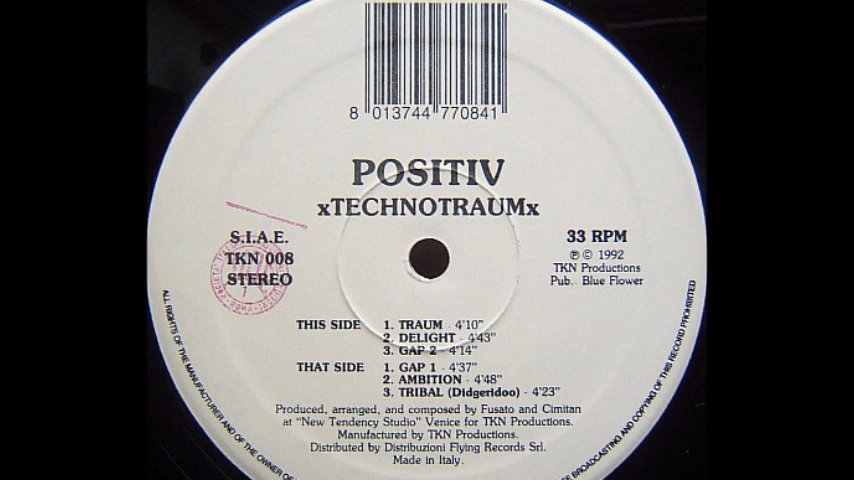 8 013744 770841
POSITIV
xTECHNOTRAUMx
S.I.A.E.
TKN 008
STEREO
33 RPM
℗ © 1992
TKN Productions
Pub. Blue Flower
THIS SIDE 1. TRAUM - 4'10"
2. DELIGHT - 4'43"
3. GAP 2 - 4'14"
THAT SIDE 1. GAP 1 - 4'37"
2. AMBITION - 4'48"
3. TRIBAL (Didgeridoo) - 4'23"
Produced, arranged, and composed by Fusato and Cimitan
at "New Tendency Studio" Venice for TKN Productions.
Manufactured by TKN Productions.
Distributed by Distribuzioni Flying Records Srl.
Made in Italy.
ALL RIGHTS OF THE MANUFACTURER AND OF THE OWNER OF
BROADCASTING AND COPYING OF THIS RECORD PROHIBITED